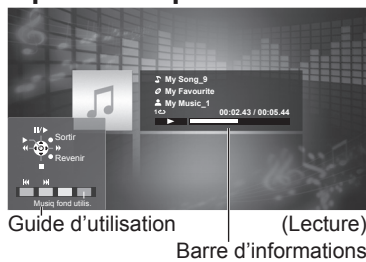 My Song_9
My Favourite
My Music_1
00:02.43 / 00:05.44
Sortir
Revenir
Musiq fond utilis.
Guide d'utilisation
(Lecture)
Barre d'informations